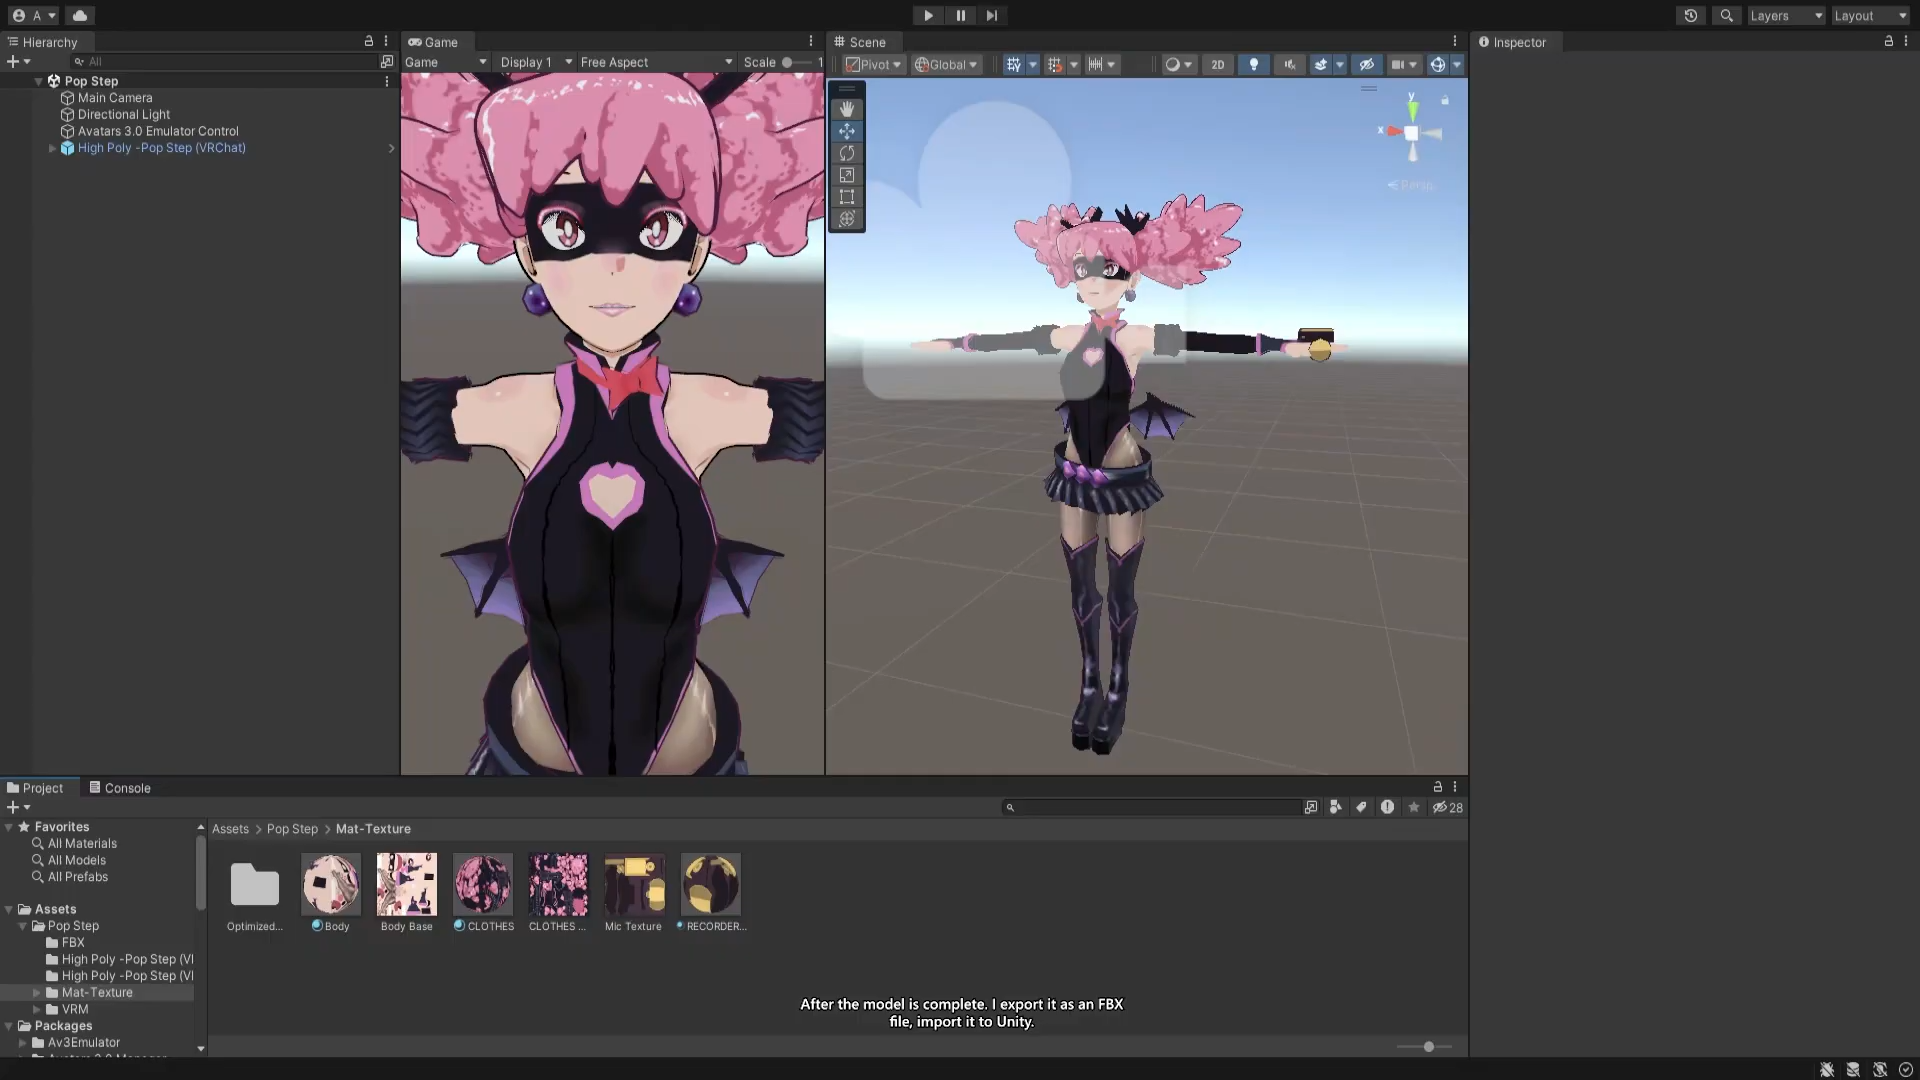 A
Layers
Layout
Hierarchy
All
Pop Step
Main Camera
Directional Light
Avatars 3.0 Emulator Control
High Poly -Pop Step (VRChat)
Game
Game
Display 1
Free Aspect
Scale
1
Scene
Pivot
Global
2D
y
x
Persp
Inspector
Project
Console
28
Favorites
All Materials
All Models
All Prefabs
Assets
Pop Step
FBX
High Poly -Pop Step (VI
High Poly -Pop Step (VI
Mat-Texture
VRM
Packages
Av3Emulator
Assets > Pop Step > Mat-Texture
Optimized...
Body
Body Base
CLOTHES
CLOTHES ...
Mic Texture
RECORDER...
After the model is complete. I export it as an FBX
file, import it to Unity.